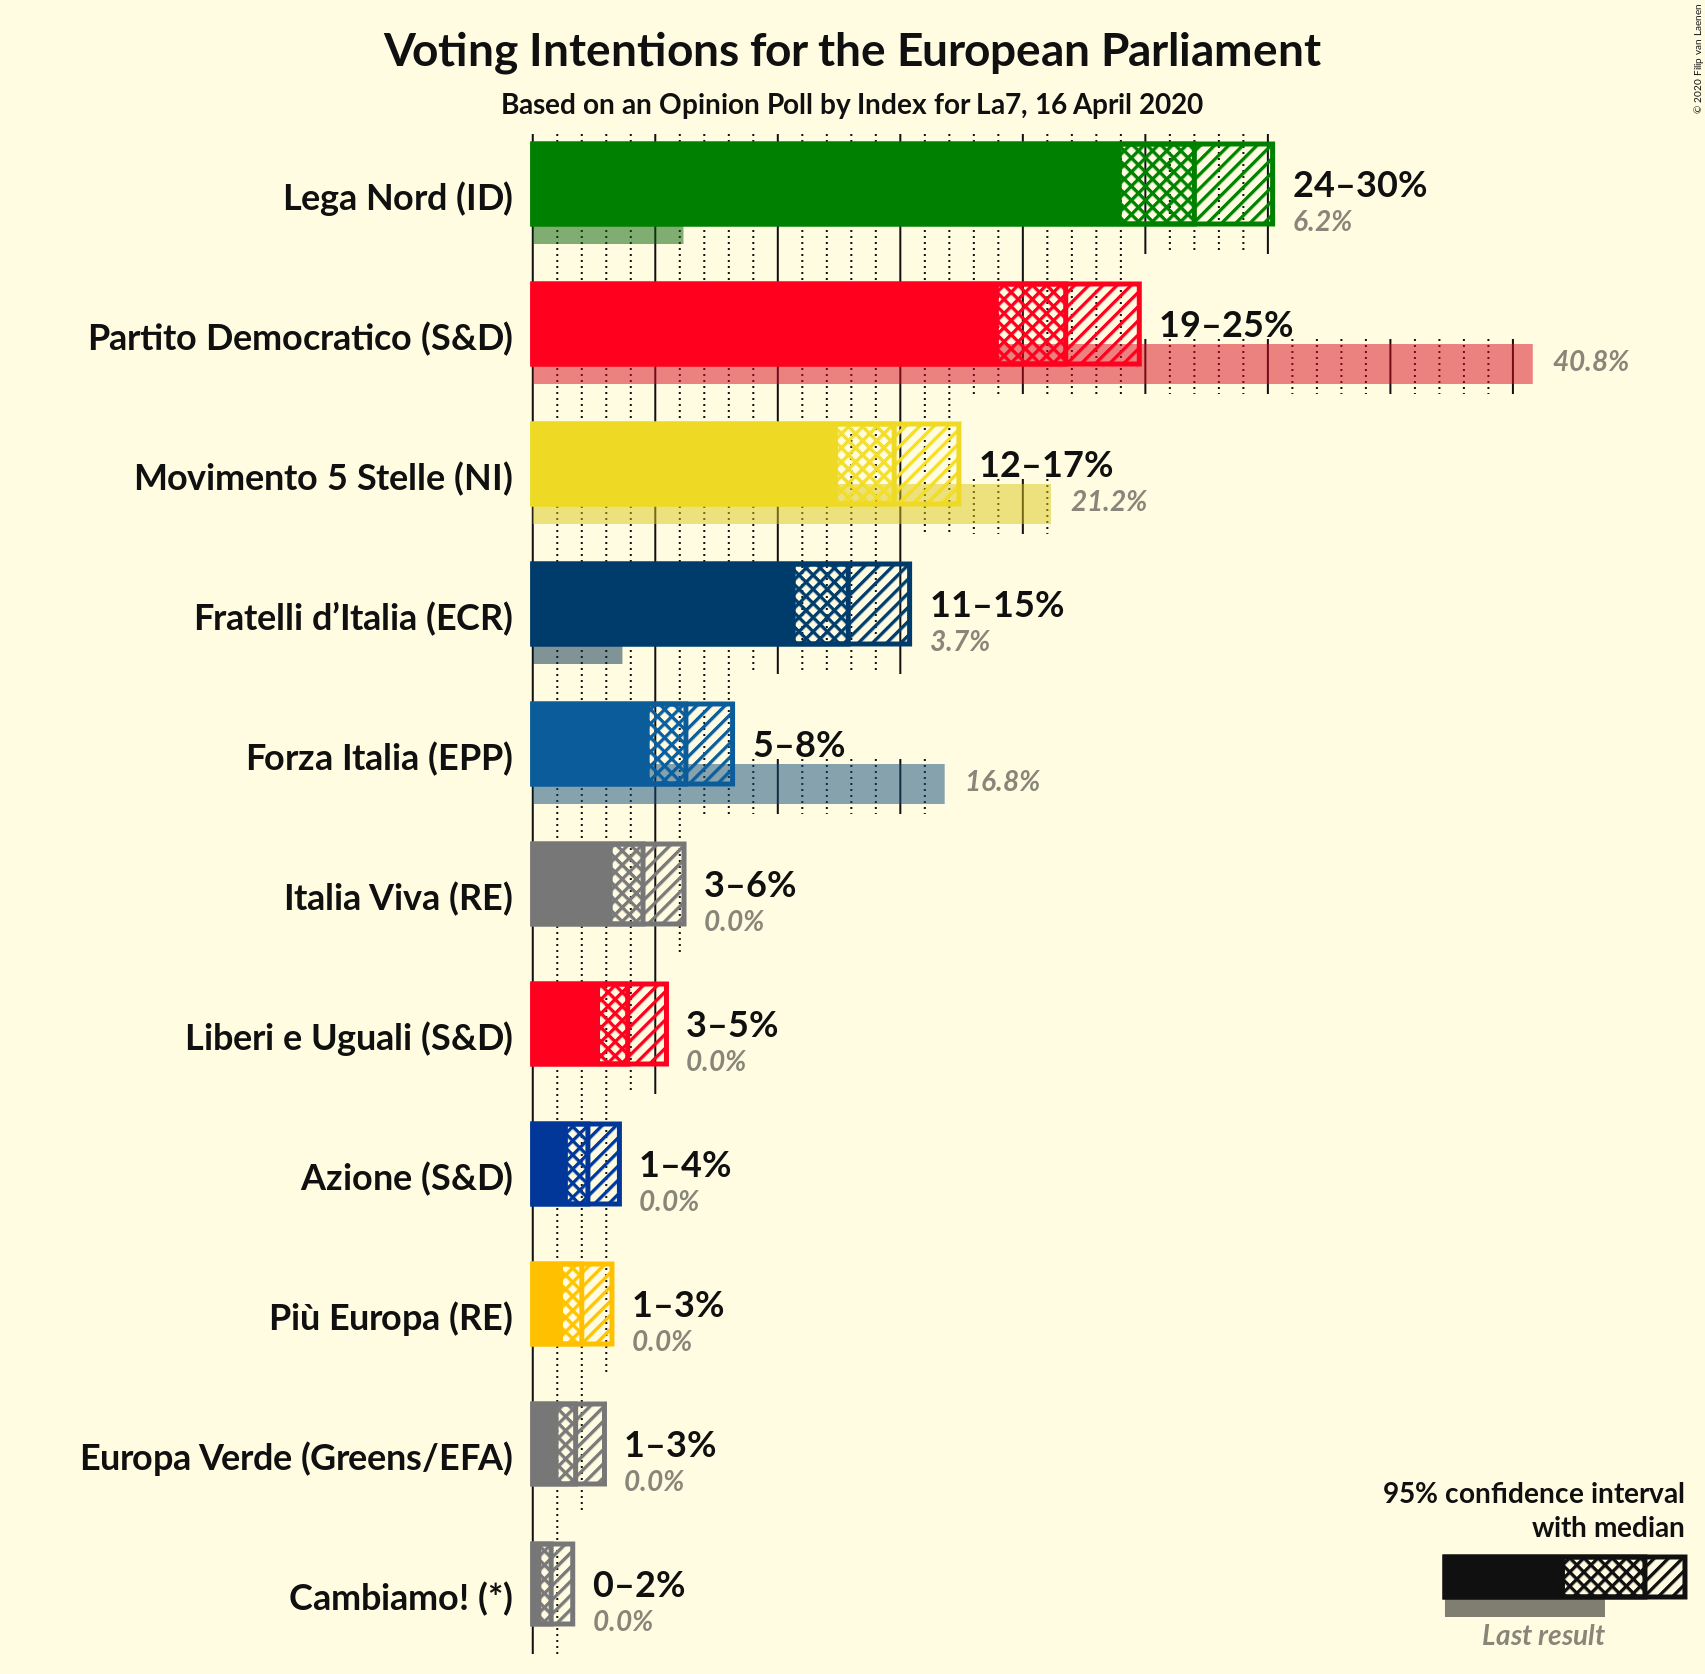 Voting Intentions for the European Parliament
Based on an Opinion Poll by Index for La7, 16 April 2020
© 2020 Filip van Laenen
Lega Nord (ID)
24–30%
6.2%
Partito Democratico (S&D)
19–25%
40.8%
Movimento 5 Stelle (NI)
12–17%
21.2%
Fratelli d’Italia (ECR)
11–15%
3.7%
Forza Italia (EPP)
5–8%
16.8%
Italia Viva (RE)
3–6%
0.0%
Liberi e Uguali (S&D)
3–5%
0.0%
Azione (S&D)
1–4%
0.0%
Più Europa (RE)
1–3%
0.0%
Europa Verde (Greens/EFA)
1–3%
0.0%
Cambiamo! (*)
0–2%
0.0%
95% confidence interval
with median
Last result